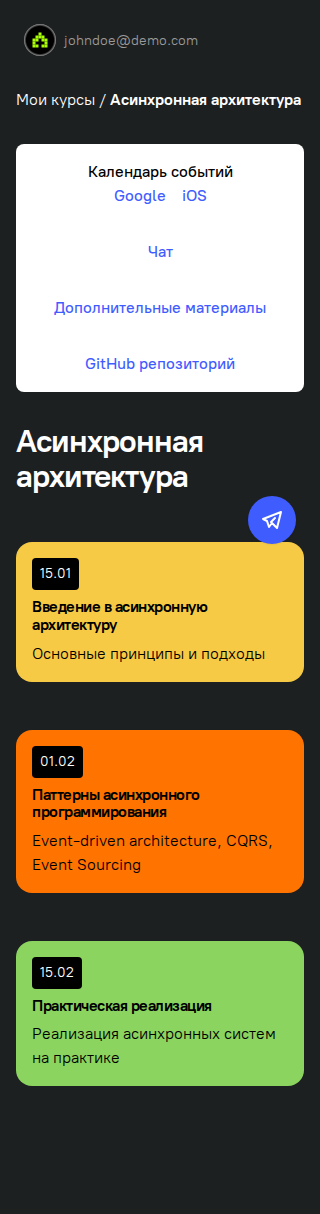 johndoe@demo.com
Мои курсы / Асинхронная архитектура
Календарь событий
Google iOS
Чат
Дополнительные материалы
GitHub репозиторий
Асинхронная
архитектура
15.01
Введение в асинхронную
архитектуру
Основные принципы и подходы
01.02
Паттерны асинхронного
программирования
Event-driven architecture, CQRS,
Event Sourcing
15.02
Практическая реализация
Реализация асинхронных систем
на практике